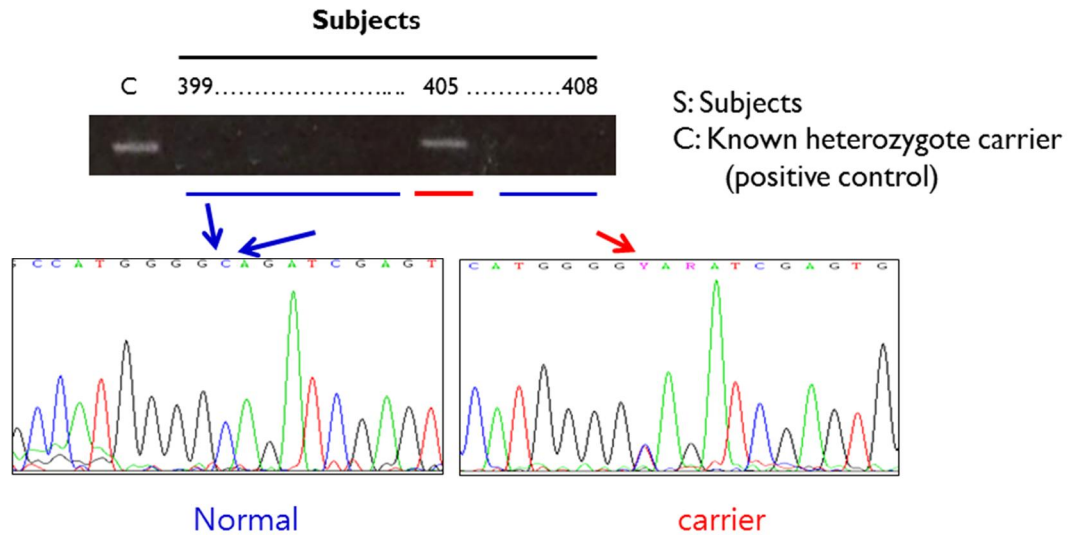 Subjects
C 399........................ 405 ............408
S: Subjects
C: Known heterozygote carrier
(positive control)
C C A T G G G G C A G A T C G A G T
C A T G G G G Y A R A T C G A G T G
Normal
carrier